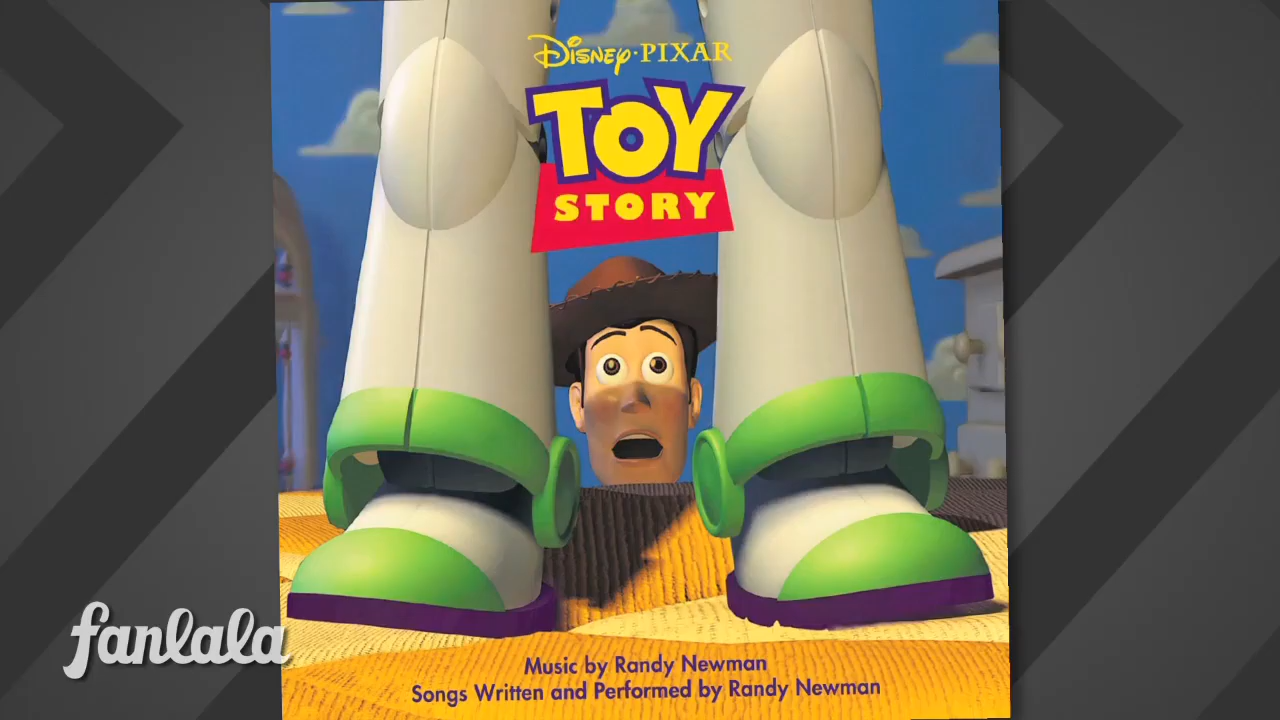 Disney·PIXAR
TOY
STORY
fanlala
Music by Randy Newman
Songs Written and Performed by Randy Newman